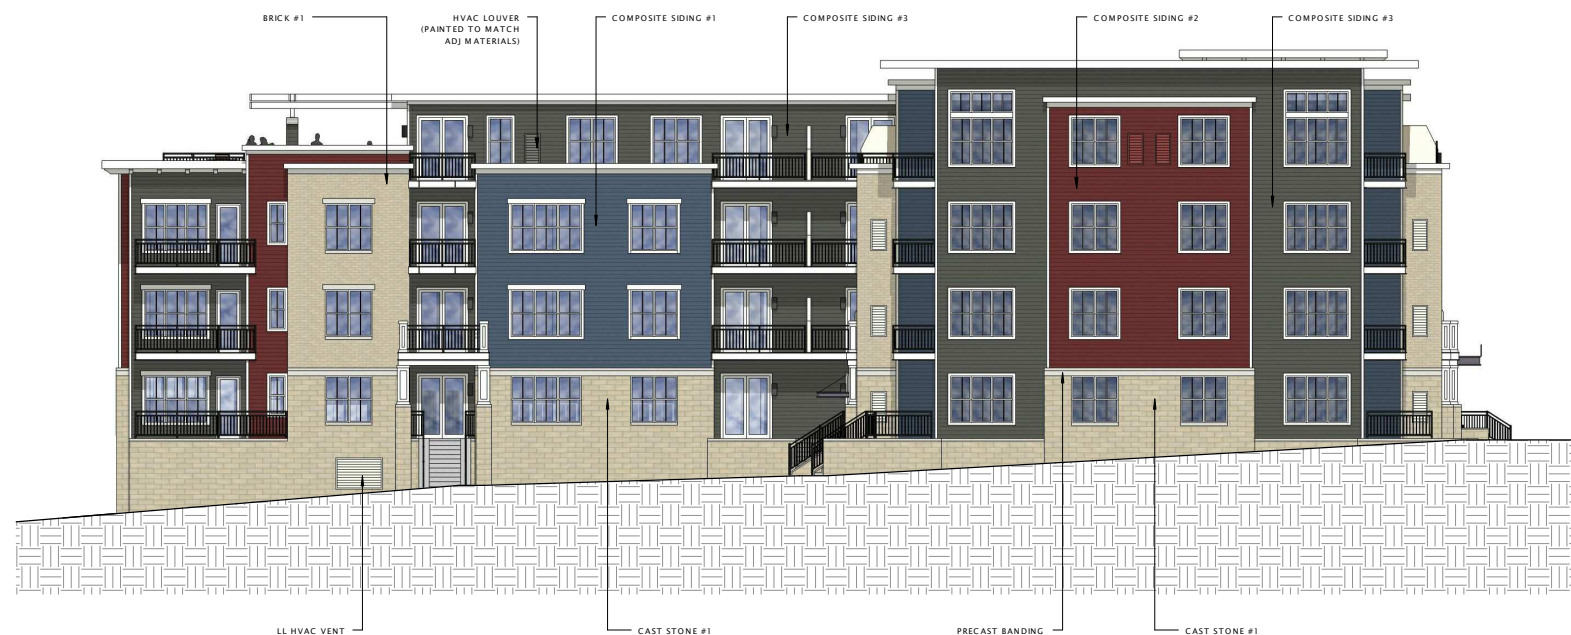 BRICK #1
HVAC LOUVER
(PAINTED TO MATCH
ADJ MATERIALS)
COMPOSITE SIDING #1
COMPOSITE SIDING #3
COMPOSITE SIDING #2
COMPOSITE SIDING #3
LL HVAC VENT
CAST STONE #1
PRECAST BANDING
CAST STONE #1